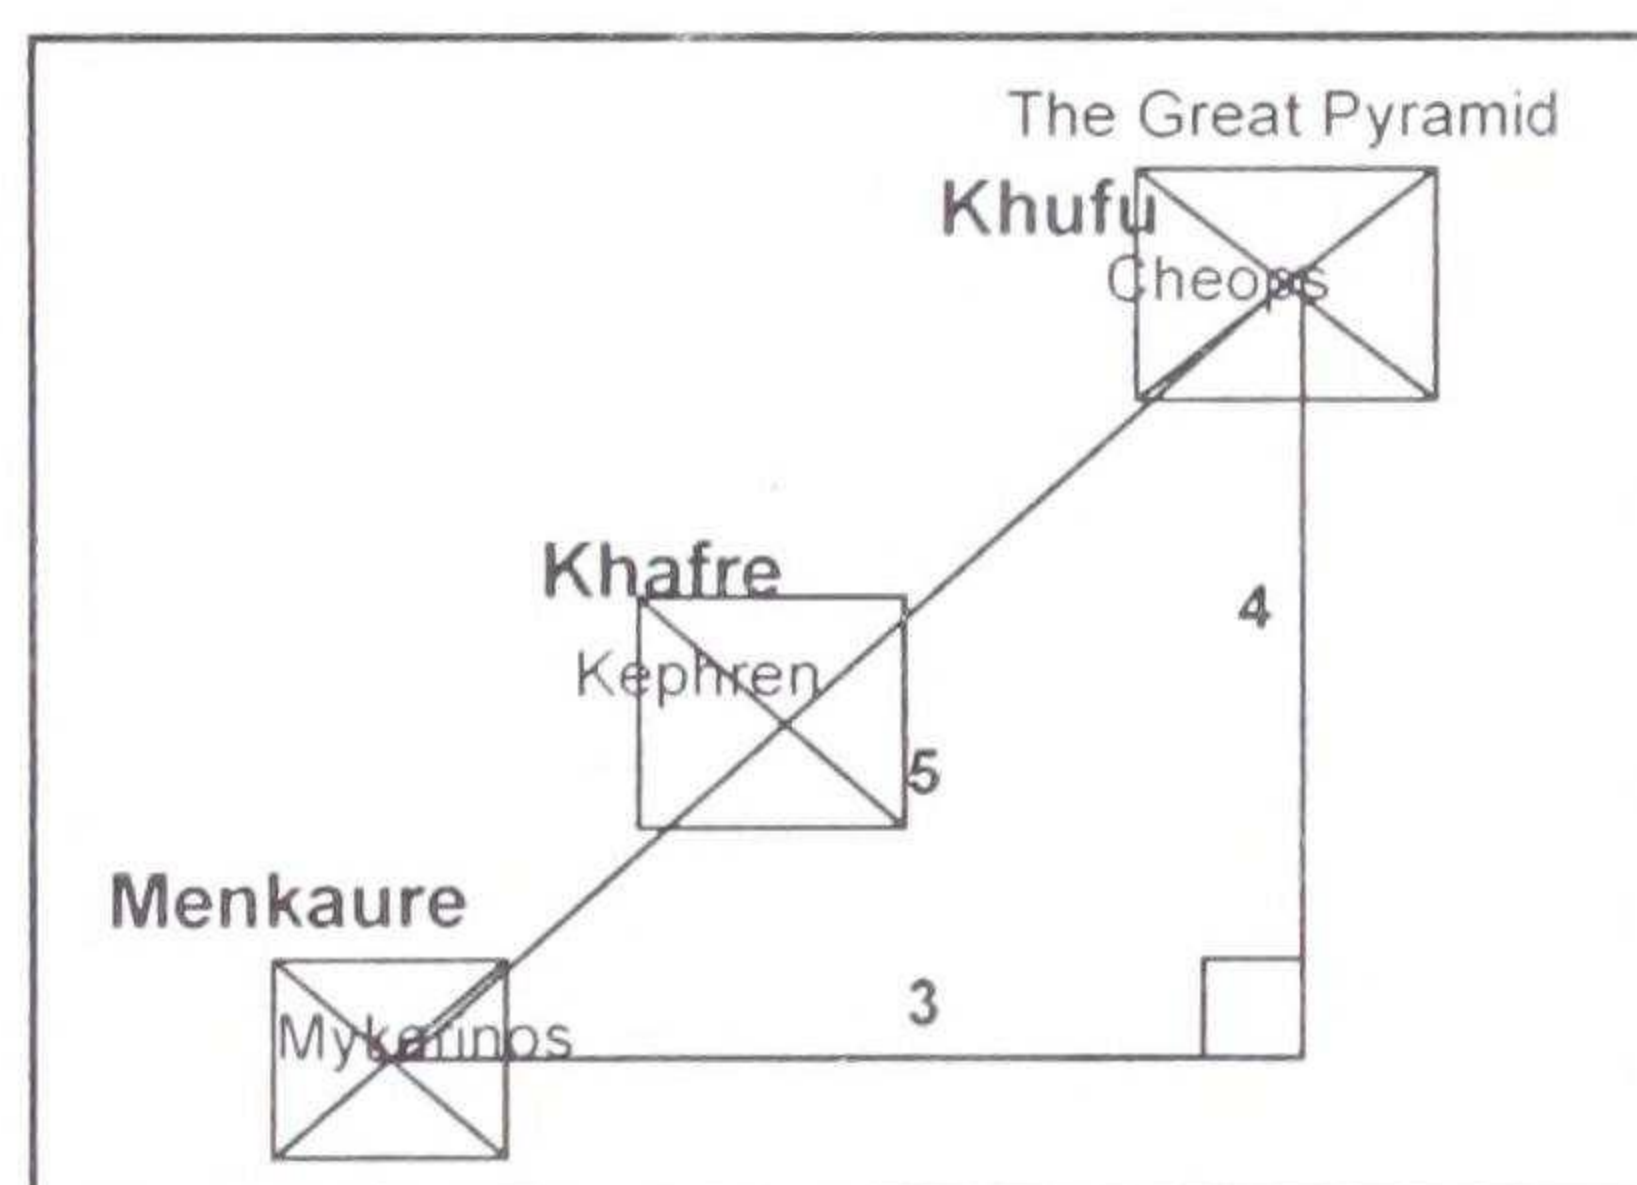 The Great Pyramid
Khufu
Cheops
Khafre
Kephren
4
5
Menkaure
3
Mykerinos